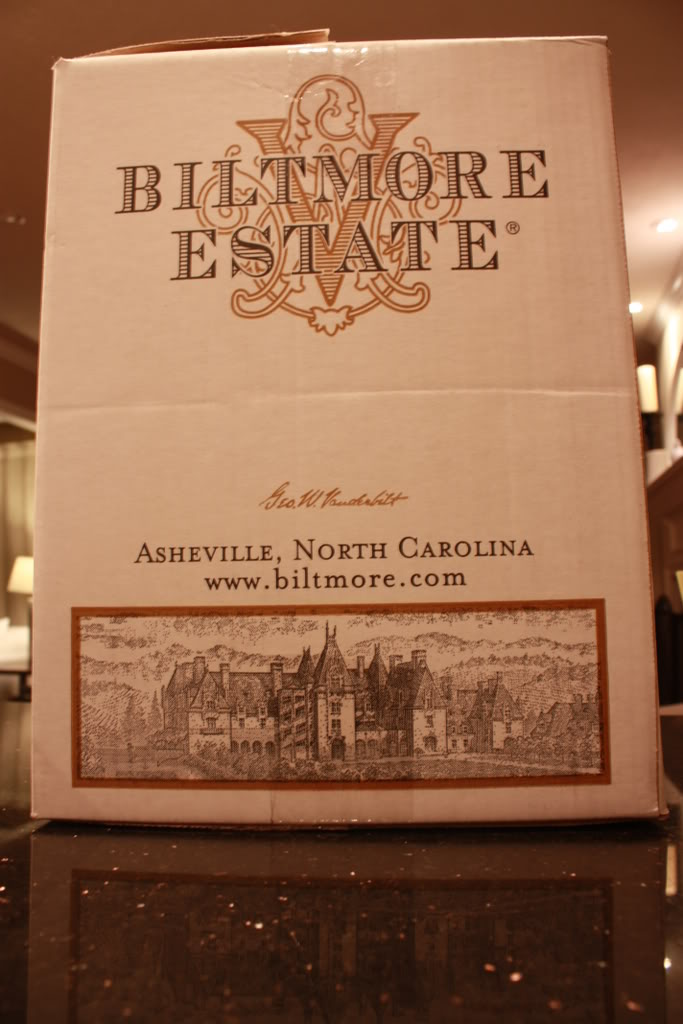 BILTMORE
ESTATE®
Geo. W. Vanderbilt
ASHEVILLE, NORTH CAROLINA
www.biltmore.com